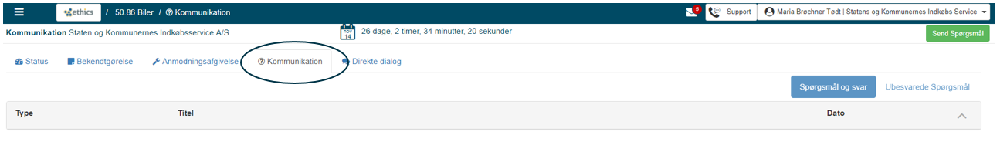 ethics / 50.86 Biler / Kommunikation 5 Support Maria Brøchner Tødt | Statens og Kommunernes Indkøbs Service
Kommunikation Staten og Kommunernes Indkøbsservice A/S nov 14 26 dage, 2 timer, 34 minutter, 20 sekunder Send Spørgsmål
Status Bekendtgørelse Anmodningsafgivelse Kommunikation Direkte dialog
Spørgsmål og svar Ubesvarede Spørgsmål
Type Titel Dato